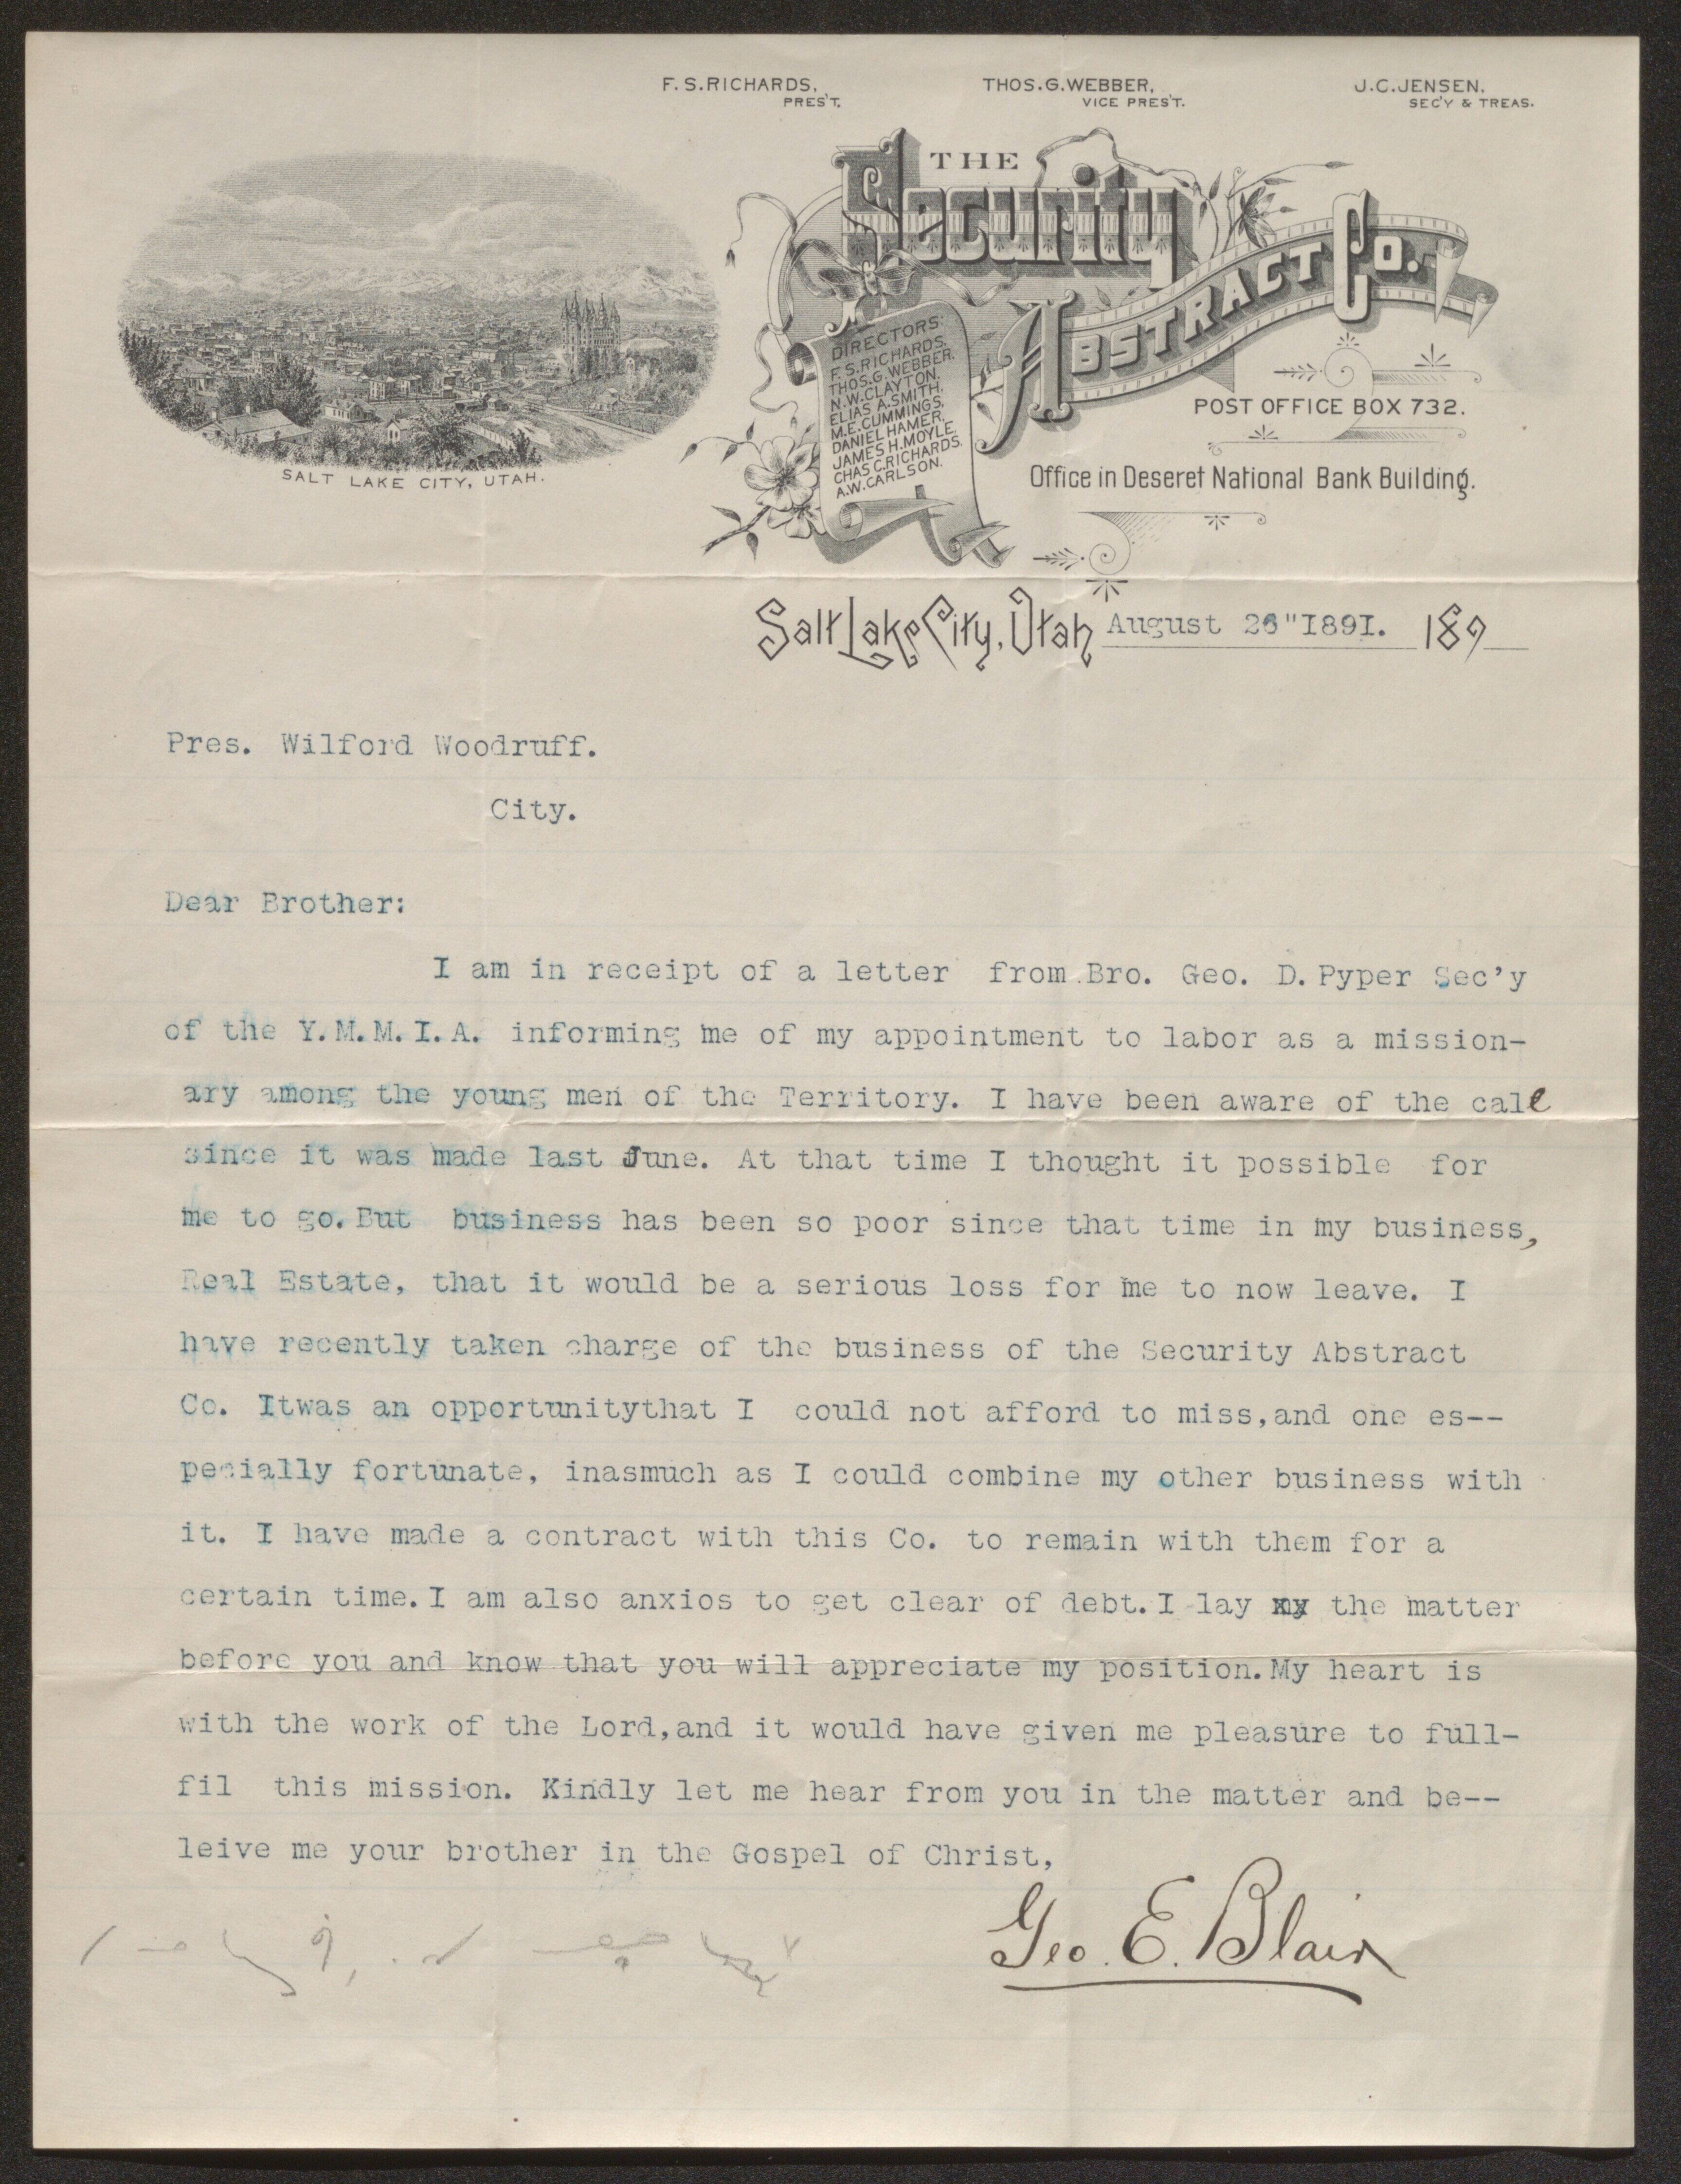 F. S. RICHARDS,
PRES'T.
THOS. G. WEBBER,
VICE PRES'T.
J. C. JENSEN,
SEC'Y & TREAS.
THE
Security
ABSTRACT Co.
DIRECTORS:
F. S. RICHARDS,
THOS. G. WEBBER,
N. W. CLAYTON,
ELIAS A. SMITH,
M. E. CUMMINGS,
DANIEL HAMER,
JAMES H. MOYLE,
CHAS C. RICHARDS,
A. W. CARLSON.
POST OFFICE BOX 732.
SALT LAKE CITY, UTAH.
Office in Deseret National Bank Building.
Salt Lake City, Utah August 26"I89I. 189
Pres. Wilford Woodruff.
City.
Dear Brother:
I am in receipt of a letter from Bro. Geo. D. Pyper Sec'y
of the Y.M.M.I.A. informing me of my appointment to labor as a mission-
ary among the young men of the Territory. I have been aware of the call
since it was made last June. At that time I thought it possible for
me to go. But business has been so poor since that time in my business,
Real Estate, that it would be a serious loss for me to now leave. I
have recently taken charge of the business of the Security Abstract
Co. Itwas an opportunitythat I could not afford to miss,and one es--
pecially fortunate, inasmuch as I could combine my other business with
it. I have made a contract with this Co. to remain with them for a
certain time. I am also anxios to get clear of debt. I lay my the matter
before you and know that you will appreciate my position. My heart is
with the work of the Lord,and it would have given me pleasure to full-
fil this mission. Kindly let me hear from you in the matter and be--
leive me your brother in the Gospel of Christ,
Geo. E. Blair